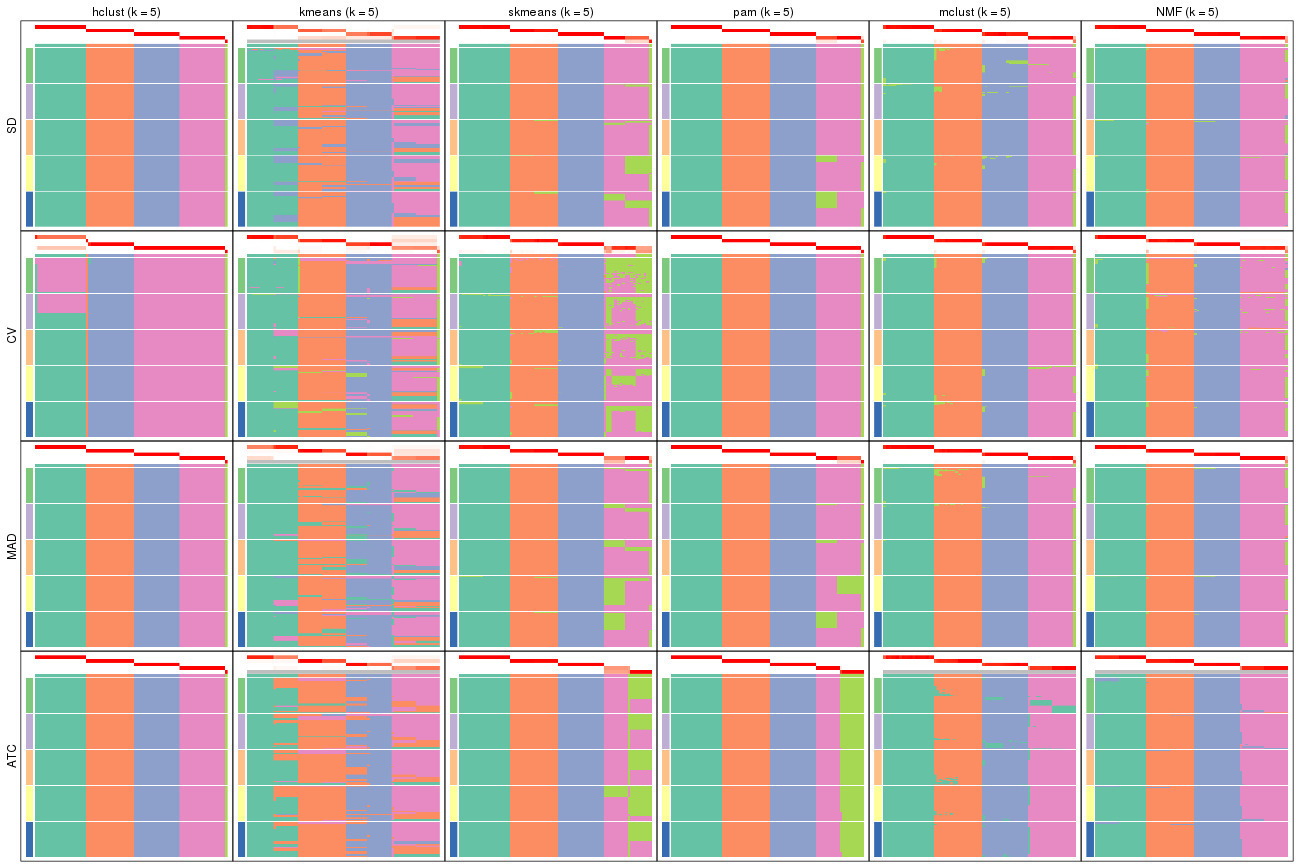 hclust (k = 5)
kmeans (k = 5)
skmeans (k = 5)
pam (k = 5)
mclust (k = 5)
NMF (k = 5)
SD
CV
MAD
ATC